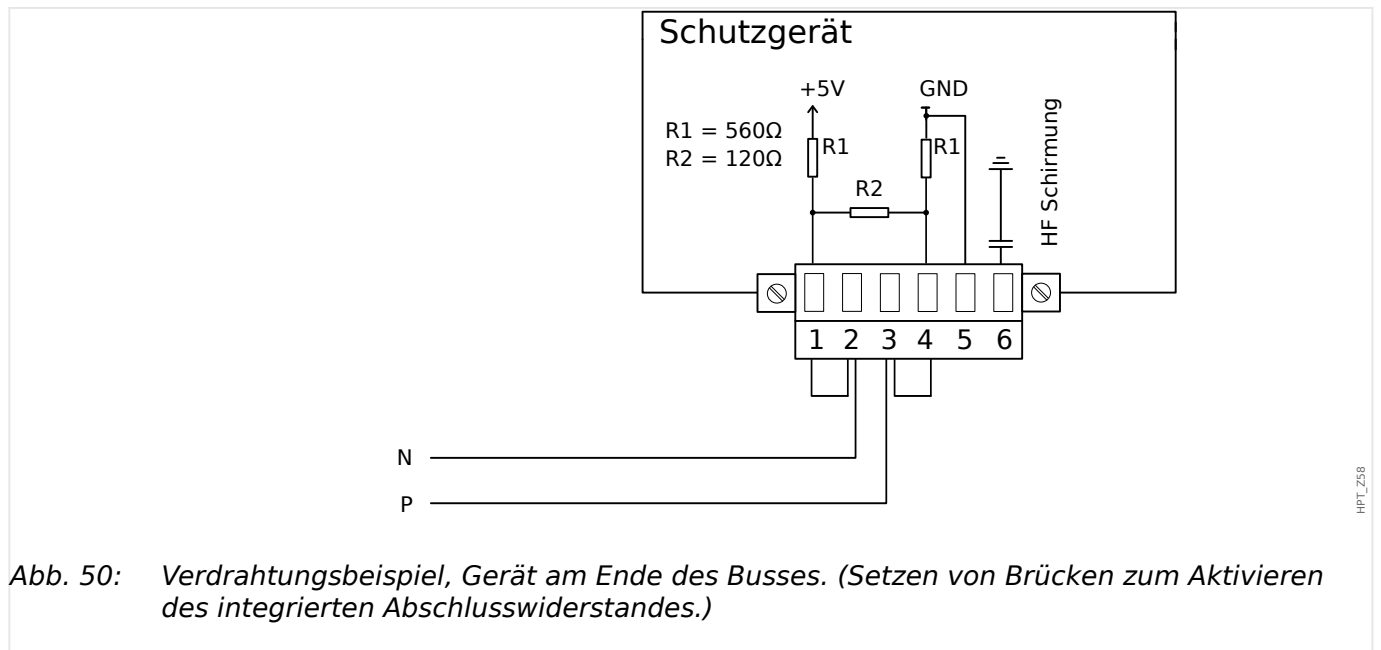 Schutzgerät
+5V
GND
R1 = 560Ω
R2 = 120Ω
R1
R1
R2
HF Schirmung
1 2 3 4 5 6
N
P
HPT_Z58
Abb. 50: Verdrahtungsbeispiel, Gerät am Ende des Busses. (Setzen von Brücken zum Aktivieren
des integrierten Abschlusswiderstandes.)